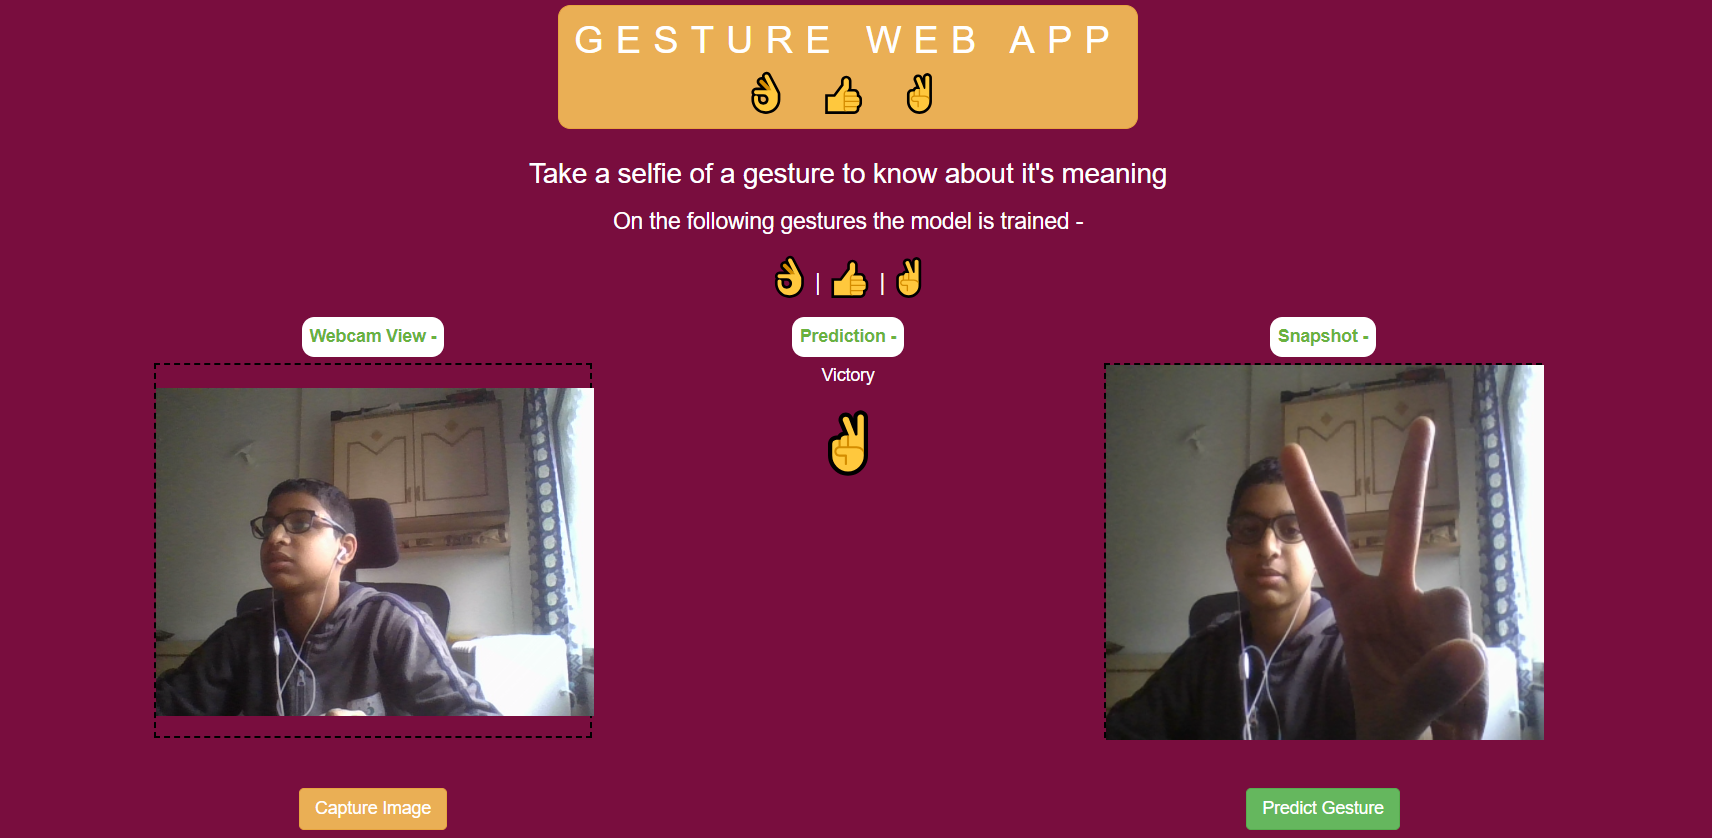 GESTURE WEB APP
Take a selfie of a gesture to know about it's meaning
On the following gestures the model is trained -
| |
Webcam View -
Prediction -
Snapshot -
Victory
Capture Image
Predict Gesture